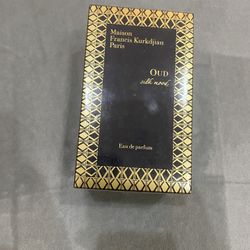 Maison
Francis Kurkdjian
Paris
OUD
silk mood
Eau de parfum